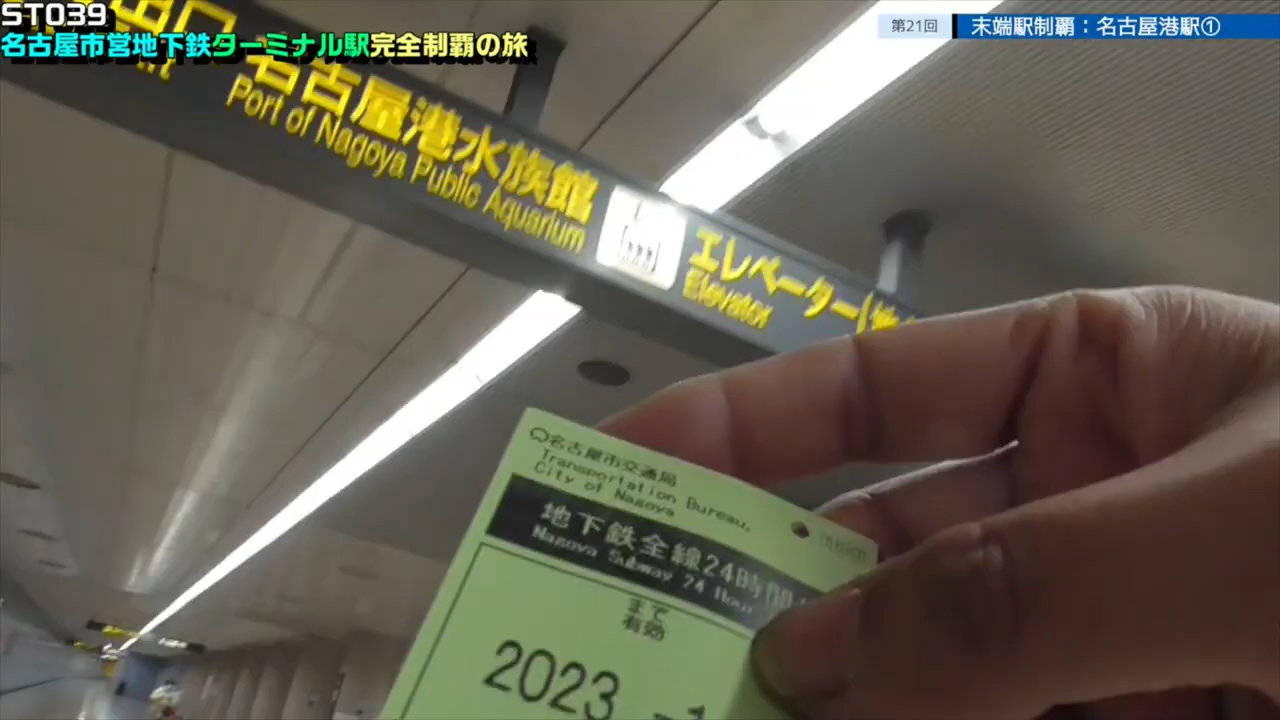 ST039
名古屋市営地下鉄ターミナル駅完全制覇の旅
第21回
末端駅制覇：名古屋港駅①
出口
名古屋港水族館
Port of Nagoya Public Aquarium
エレベーター
Elevator
名古屋市交通局
Transportation Bureau,
City of Nagoya
地下鉄全線24時間
Nagoya Subway 24 Hour
まで
有効
2023